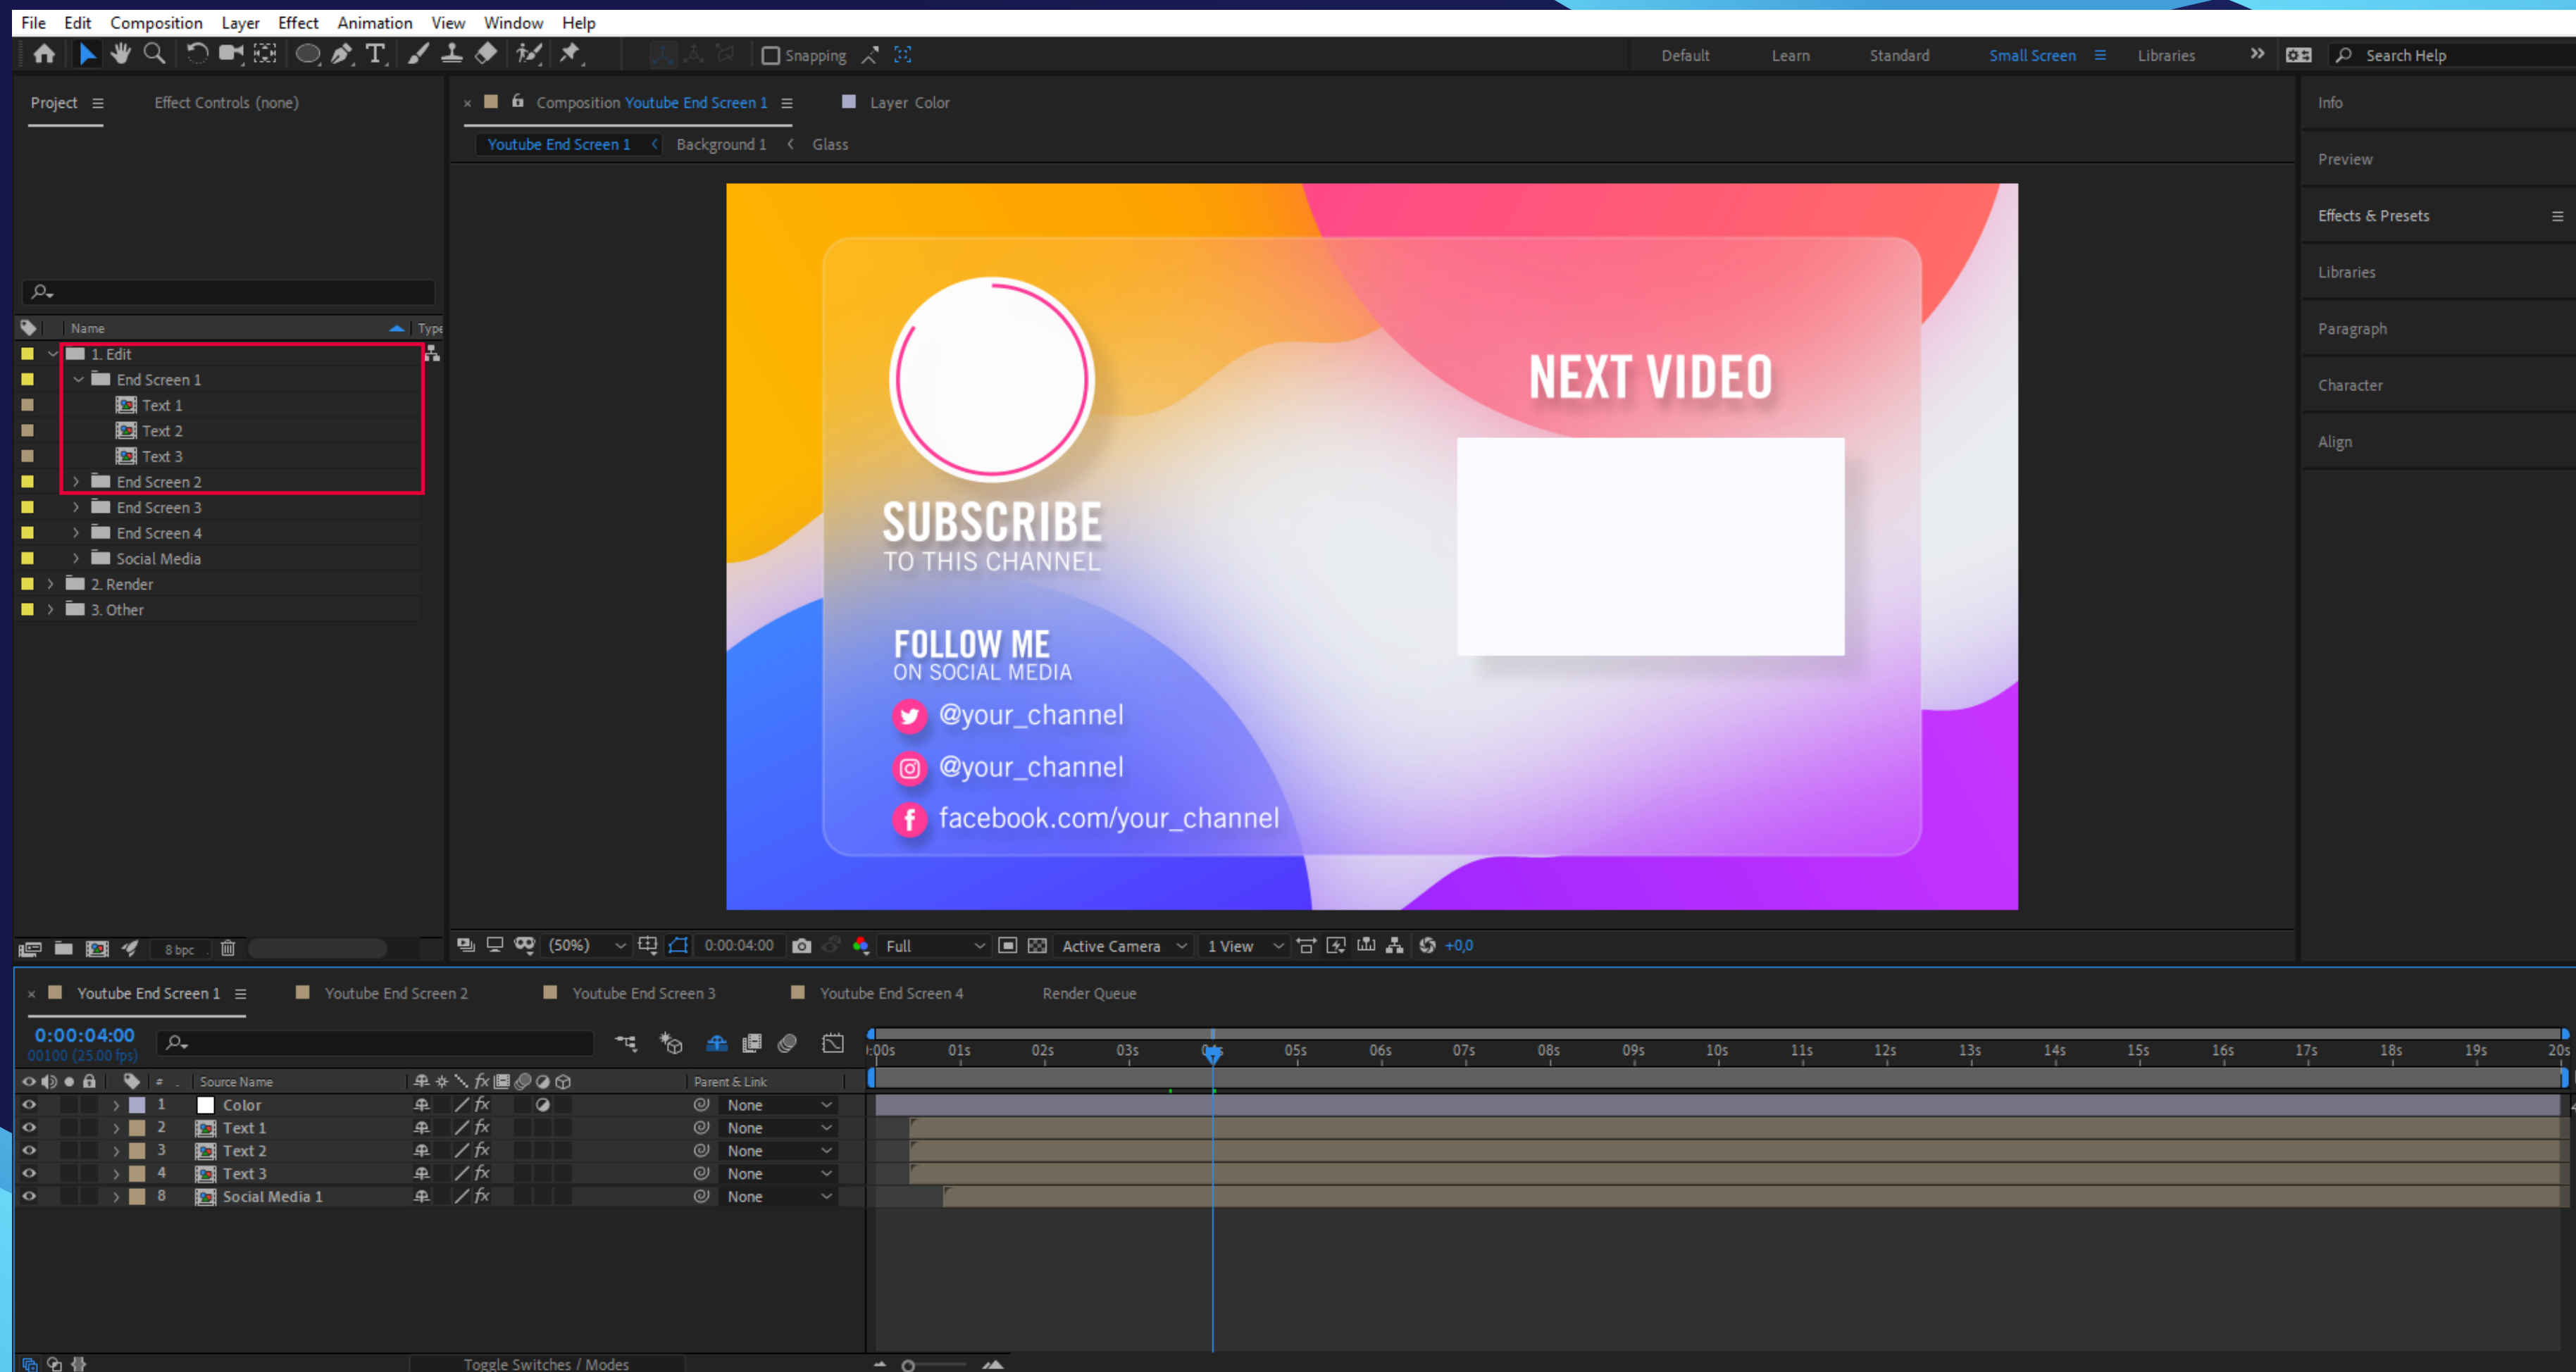 File Edit Composition Layer Effect Animation View Window Help
Snapping Default Learn Standard Small Screen Libraries Search Help
Project Effect Controls (none) Composition Youtube End Screen 1 Layer Color Info
Youtube End Screen 1 Background 1 Glass
Preview
Effects & Presets
Libraries
Paragraph
Character
Align
Name Type
1. Edit
End Screen 1
Text 1
Text 2
Text 3
End Screen 2
End Screen 3
End Screen 4
Social Media
2. Render
3. Other
NEXT VIDEO
SUBSCRIBE
TO THIS CHANNEL
FOLLOW ME
ON SOCIAL MEDIA
@your_channel
@your_channel
facebook.com/your_channel
8 bpc (50%) 0:00:04:00 Full Active Camera 1 View +0,0
Youtube End Screen 1 Youtube End Screen 2 Youtube End Screen 3 Youtube End Screen 4 Render Queue
0:00:04:00
00100 (25.00 fps)
:00s 01s 02s 03s 04s 05s 06s 07s 08s 09s 10s 11s 12s 13s 14s 15s 16s 17s 18s 19s 20s
# Source Name fx Parent & Link
1 Color fx None
2 Text 1 fx None
3 Text 2 fx None
4 Text 3 fx None
8 Social Media 1 fx None
Toggle Switches / Modes